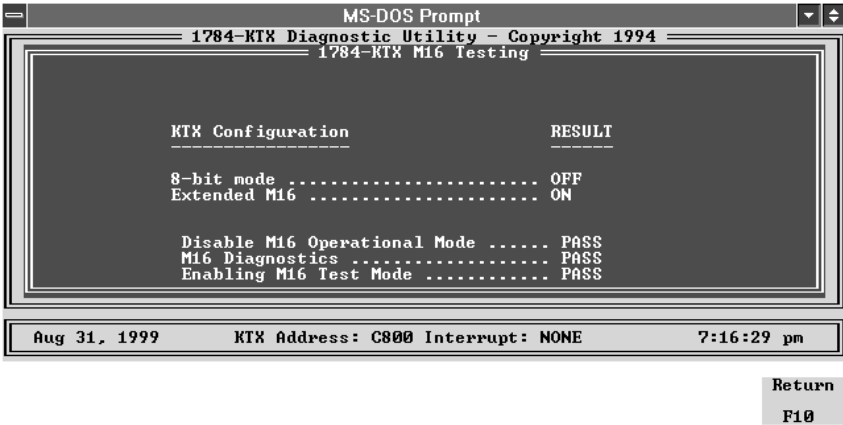 MS-DOS Prompt
1784-KTX Diagnostic Utility - Copyright 1994
1784-KTX M16 Testing
KTX Configuration RESULT
----------------- ------
8-bit mode ........................ OFF
Extended M16 ...................... ON
Disable M16 Operational Mode ...... PASS
M16 Diagnostics ................... PASS
Enabling M16 Test Mode ............ PASS
Aug 31, 1999 KTX Address: C800 Interrupt: NONE 7:16:29 pm
Return
F10